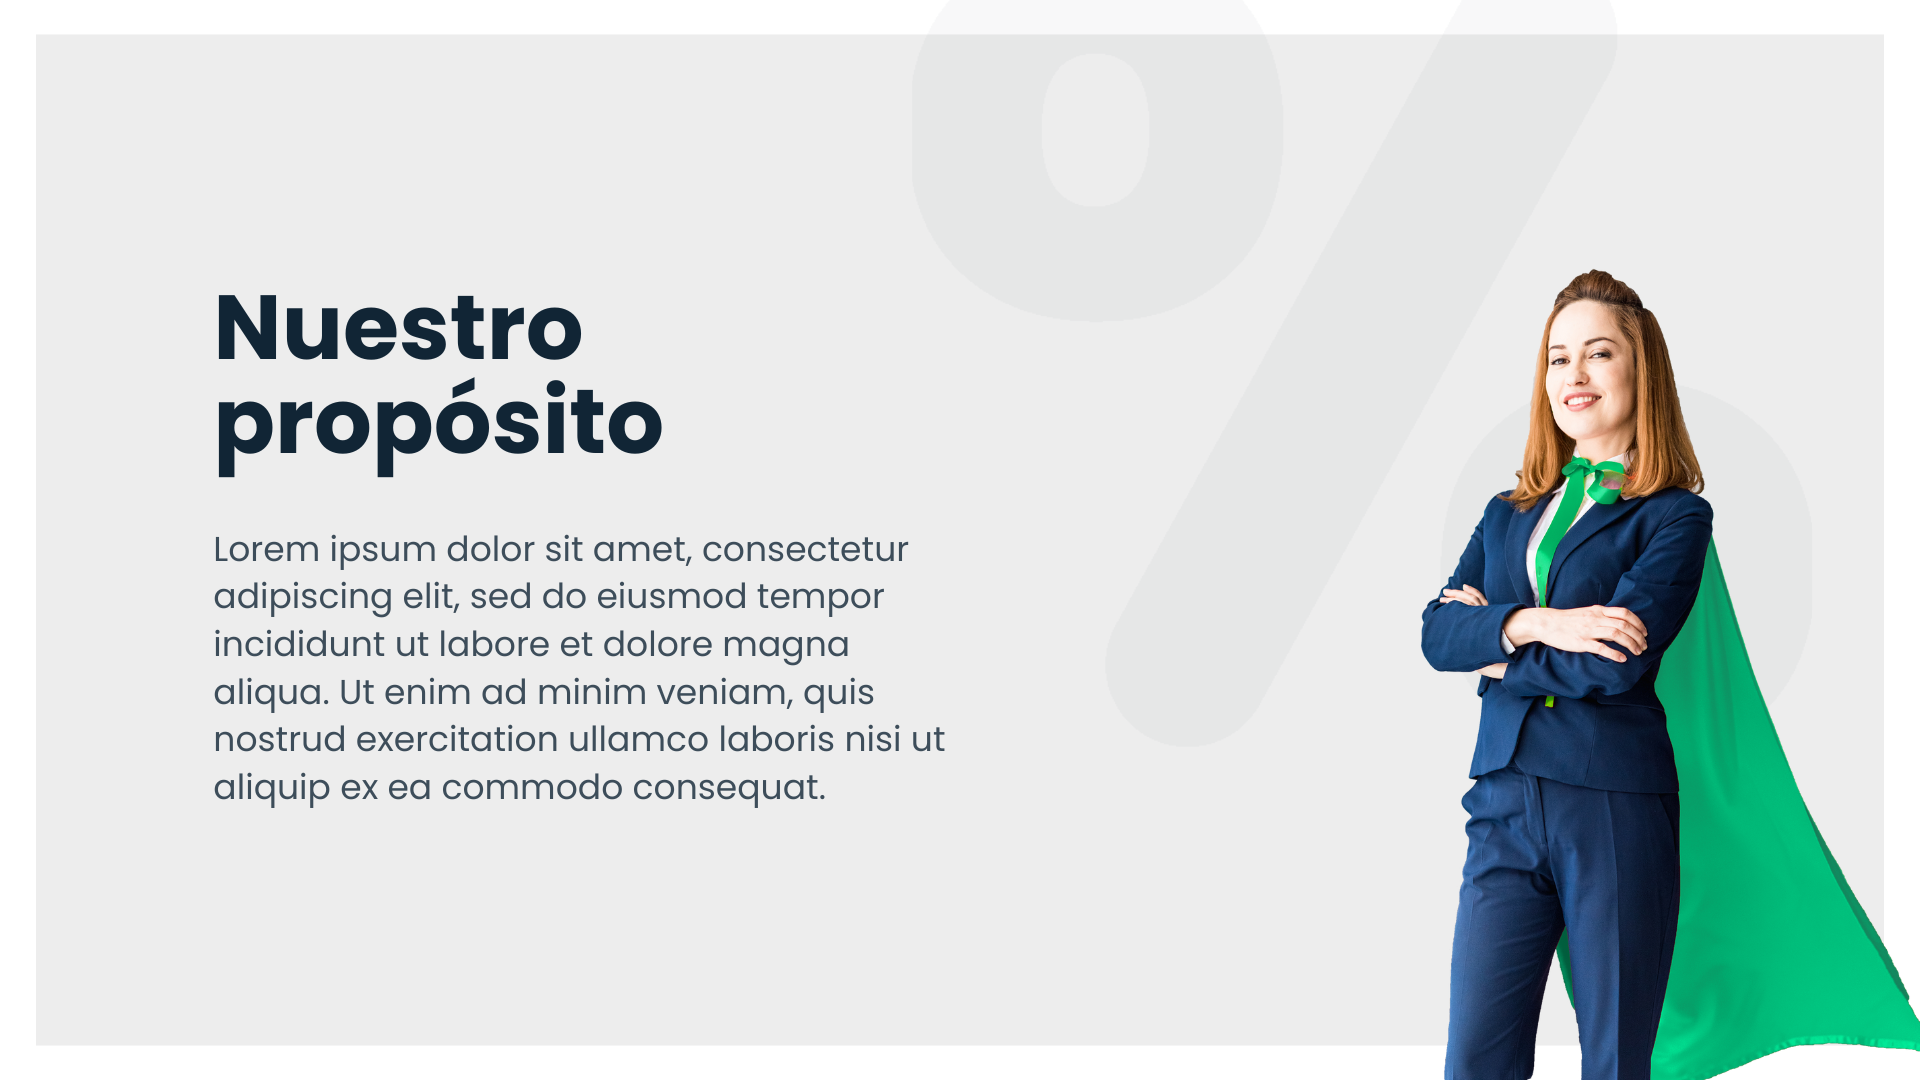 %
Nuestro
propósito
Lorem ipsum dolor sit amet, consectetur
adipiscing elit, sed do eiusmod tempor
incididunt ut labore et dolore magna
aliqua. Ut enim ad minim veniam, quis
nostrud exercitation ullamco laboris nisi ut
aliquip ex ea commodo consequat.